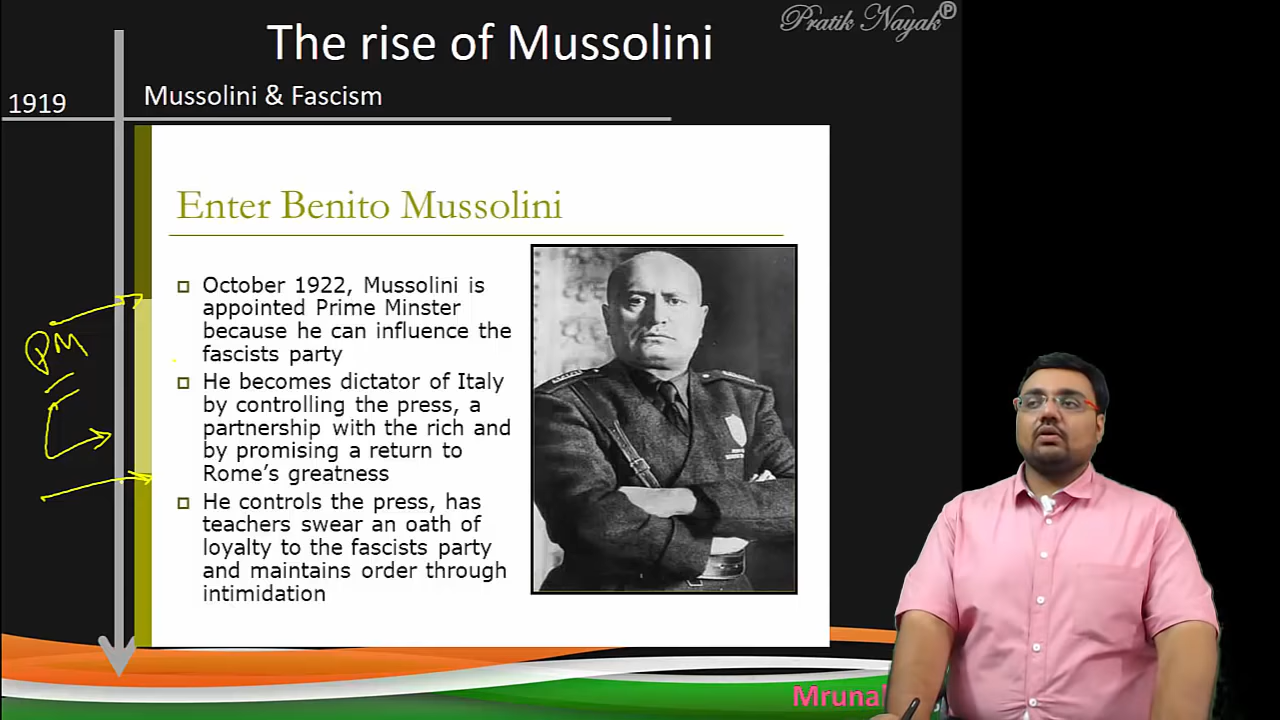 Pratik Nayak
The rise of Mussolini
1919
Mussolini & Fascism
Enter Benito Mussolini
October 1922, Mussolini is
appointed Prime Minster
because he can influence the
fascists party
He becomes dictator of Italy
by controlling the press, a
partnership with the rich and
by promising a return to
Rome's greatness
He controls the press, has
teachers swear an oath of
loyalty to the fascists party
and maintains order through
intimidation
PM
Mrunal